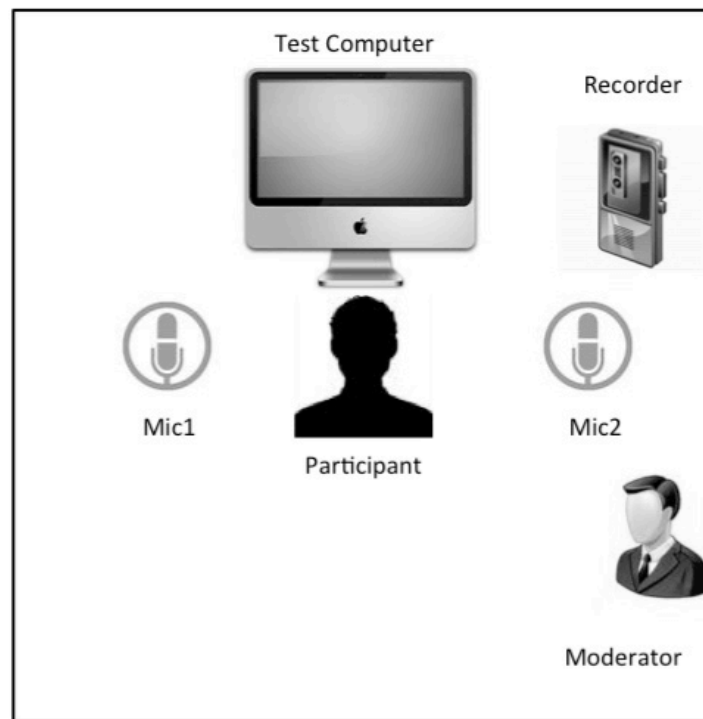 Test Computer
Recorder
Mic1
Mic2
Participant
Moderator